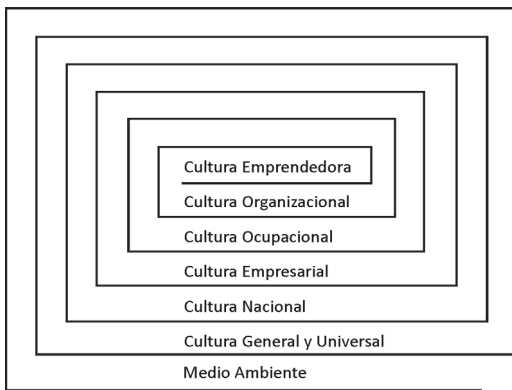 Cultura Emprendedora
Cultura Organizacional
Cultura Ocupacional
Cultura Empresarial
Cultura Nacional
Cultura General y Universal
Medio Ambiente